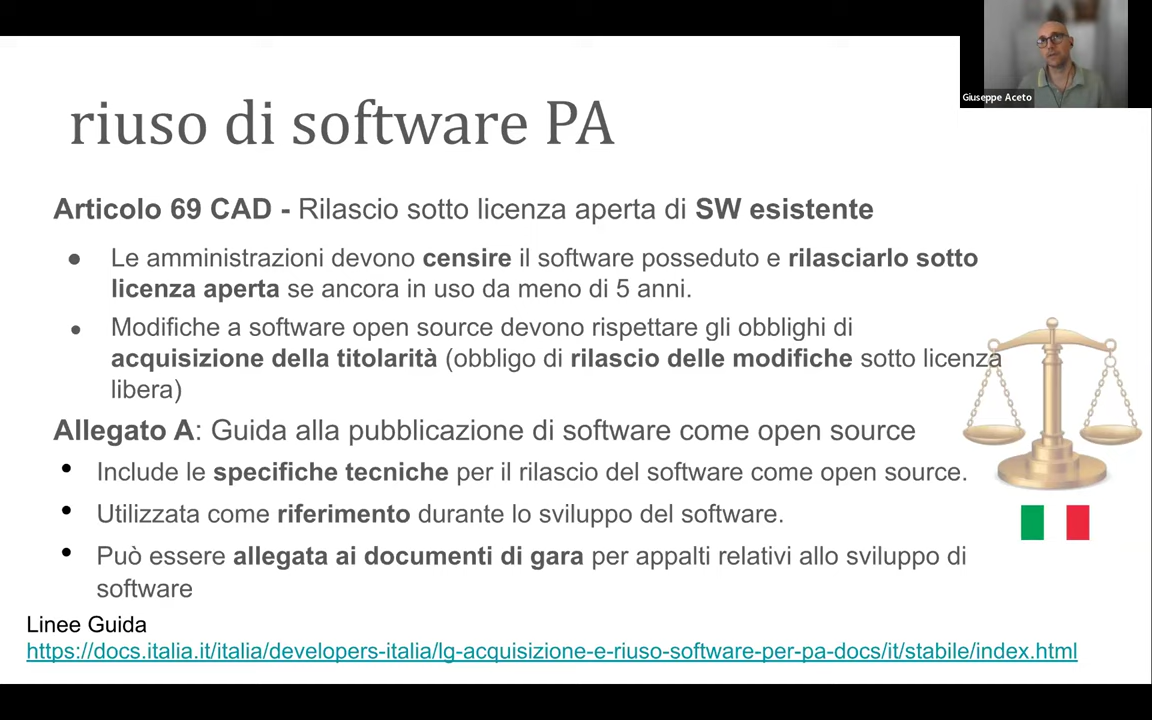 Giuseppe Aceto
riuso di software PA
Articolo 69 CAD - Rilascio sotto licenza aperta di SW esistente
● Le amministrazioni devono censire il software posseduto e rilasciarlo sotto
licenza aperta se ancora in uso da meno di 5 anni.
● Modifiche a software open source devono rispettare gli obblighi di
acquisizione della titolarità (obbligo di rilascio delle modifiche sotto licenza
libera)
Allegato A: Guida alla pubblicazione di software come open source
• Include le specifiche tecniche per il rilascio del software come open source.
• Utilizzata come riferimento durante lo sviluppo del software.
• Può essere allegata ai documenti di gara per appalti relativi allo sviluppo di
software
Linee Guida
https://docs.italia.it/italia/developers-italia/lg-acquisizione-e-riuso-software-per-pa-docs/it/stabile/index.html